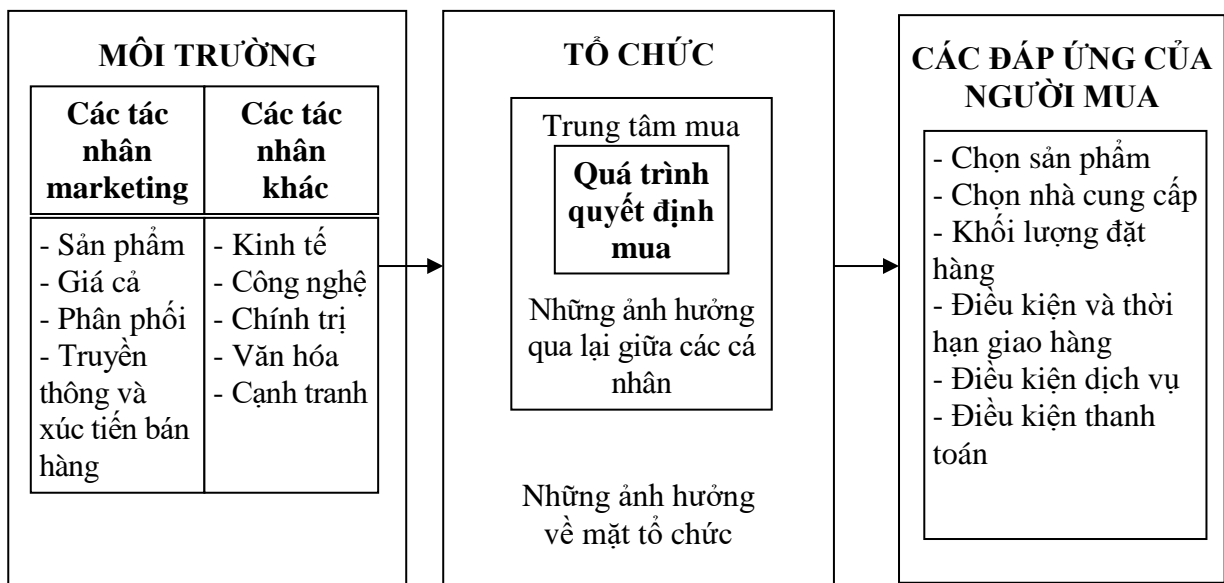 MÔI TRƯỜNG
Các tác
nhân
marketing
Các tác
nhân
khác
- Sản phẩm
- Giá cả
- Phân phối
- Truyền
thông và
xúc tiến bán
hàng
- Kinh tế
- Công nghệ
- Chính trị
- Văn hóa
- Cạnh tranh
TỔ CHỨC
Trung tâm mua
Quá trình
quyết định
mua
Những ảnh hưởng
qua lại giữa các cá
nhân
Những ảnh hưởng
về mặt tổ chức
CÁC ĐÁP ỨNG CỦA
NGƯỜI MUA
- Chọn sản phẩm
- Chọn nhà cung cấp
- Khối lượng đặt
hàng
- Điều kiện và thời
hạn giao hàng
- Điều kiện dịch vụ
- Điều kiện thanh
toán